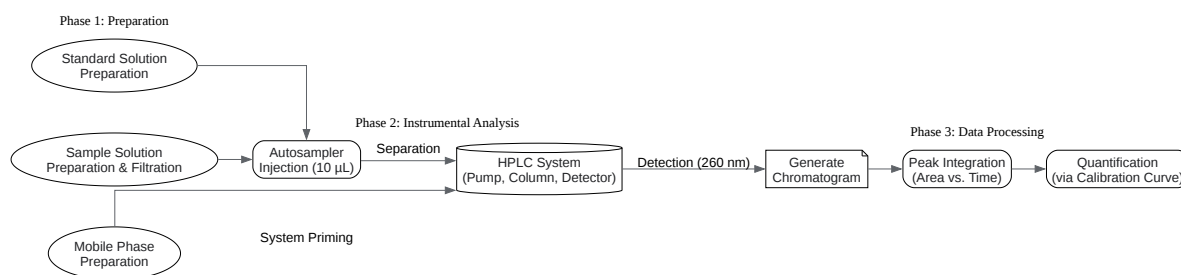 Phase 1: Preparation
Standard Solution
Preparation
Phase 2: Instrumental Analysis
Phase 3: Data Processing
Sample Solution
Preparation & Filtration
Autosampler
Injection (10 µL)
Separation
HPLC System
(Pump, Column, Detector)
Detection (260 nm)
Generate
Chromatogram
Peak Integration
(Area vs. Time)
Quantification
(via Calibration Curve)
System Priming
Mobile Phase
Preparation